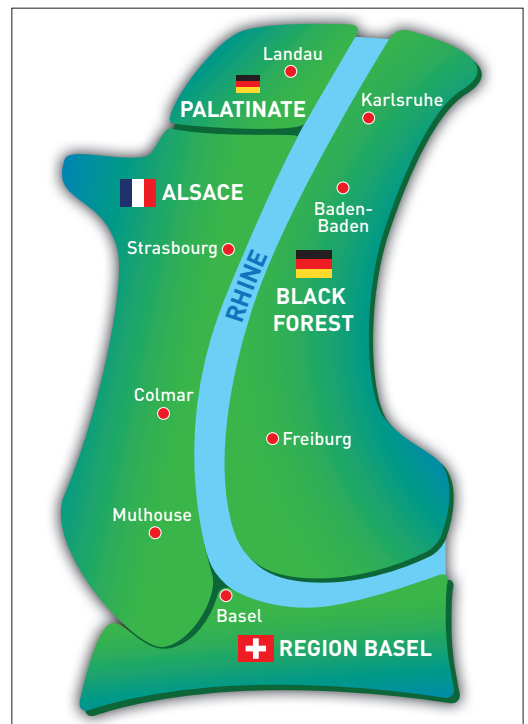 Landau
PALATINATE
Karlsruhe
ALSACE
Baden-
Baden
Strasbourg
RHINE
BLACK
FOREST
Colmar
Freiburg
Mulhouse
Basel
REGION BASEL